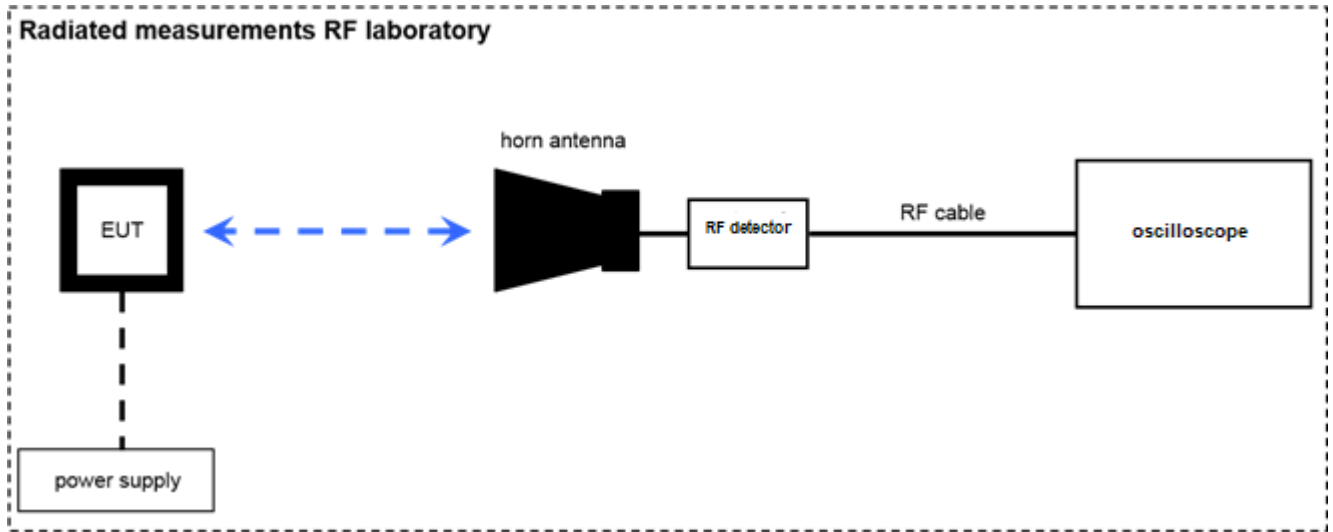 Radiated measurements RF laboratory
horn antenna
EUT
RF detector
RF cable
oscilloscope
power supply